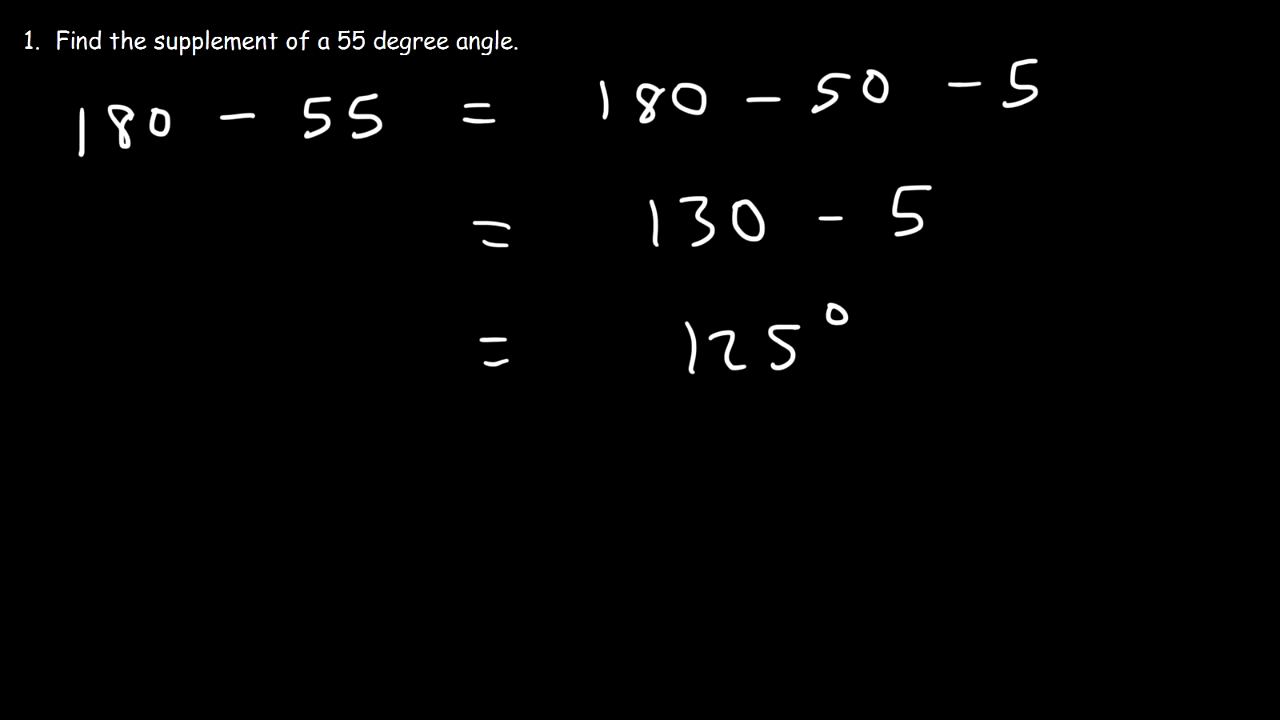 1. Find the supplement of a 55 degree angle.
180 - 55 = 180 - 50 - 5
= 130 - 5
= 125°